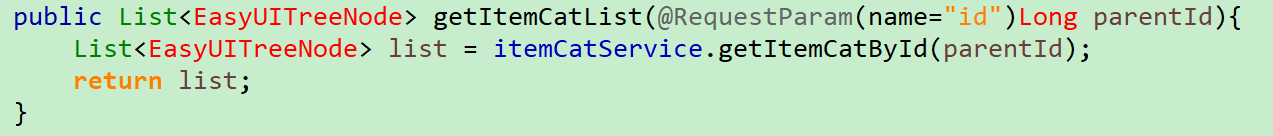 public List<EasyUITreeNode> getItemCatList(@RequestParam(name="id")Long parentId){
    List<EasyUITreeNode> list = itemCatService.getItemCatById(parentId);
    return list;
}